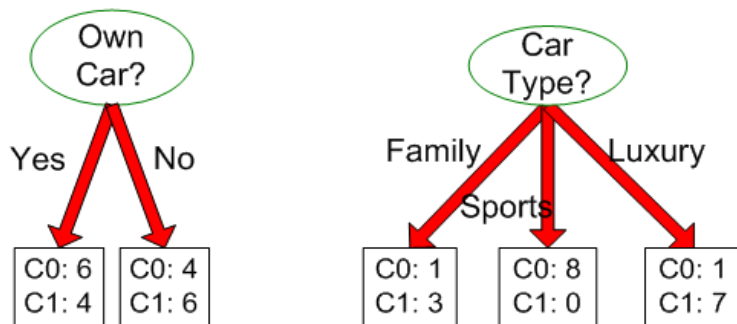 Own
Car?
Yes
No
C0: 6
C1: 4
C0: 4
C1: 6
Car
Type?
Family
Sports
Luxury
C0: 1
C1: 3
C0: 8
C1: 0
C0: 1
C1: 7